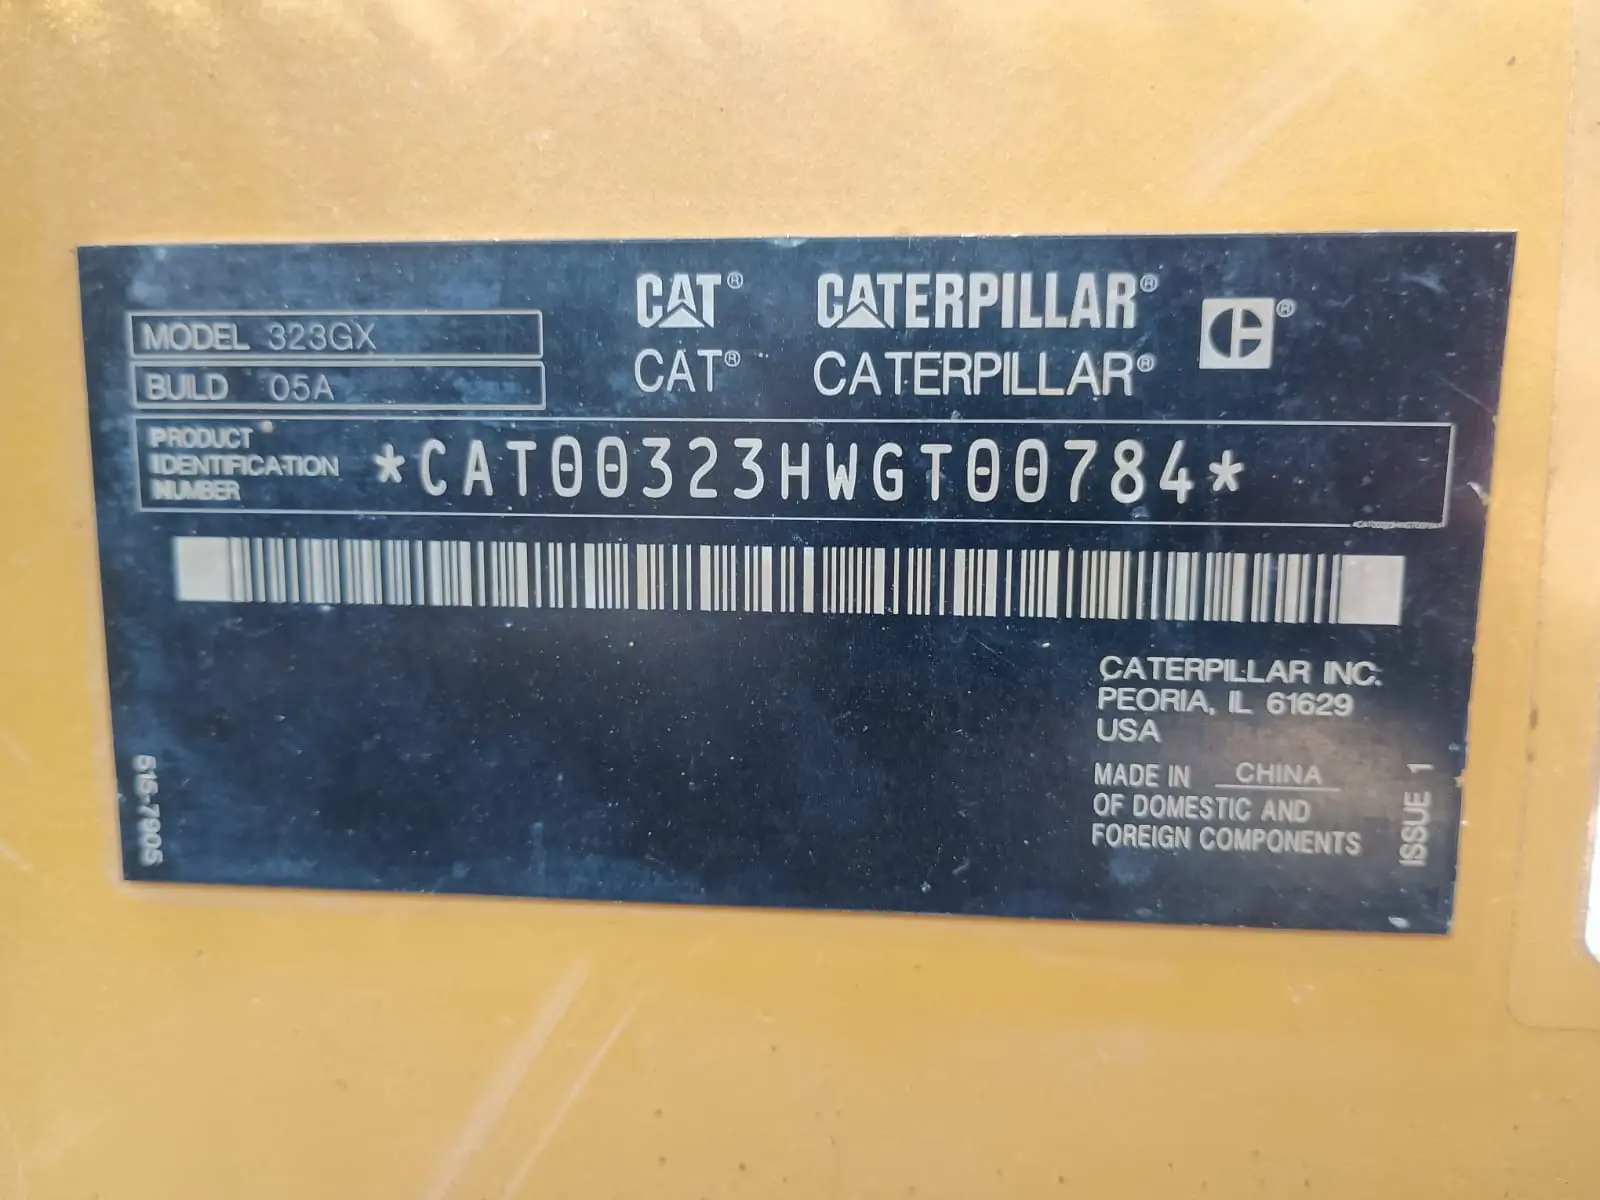 MODEL 323GX
BUILD 05A
CAT® CATERPILLAR® ®
CAT® CATERPILLAR®
PRODUCT
IDENTIFICATION
NUMBER
*CAT00323HWGT00784*
CATERPILLAR INC.
PEORIA, IL 61629
USA
MADE IN CHINA
OF DOMESTIC AND
FOREIGN COMPONENTS
515-7905
ISSUE 1